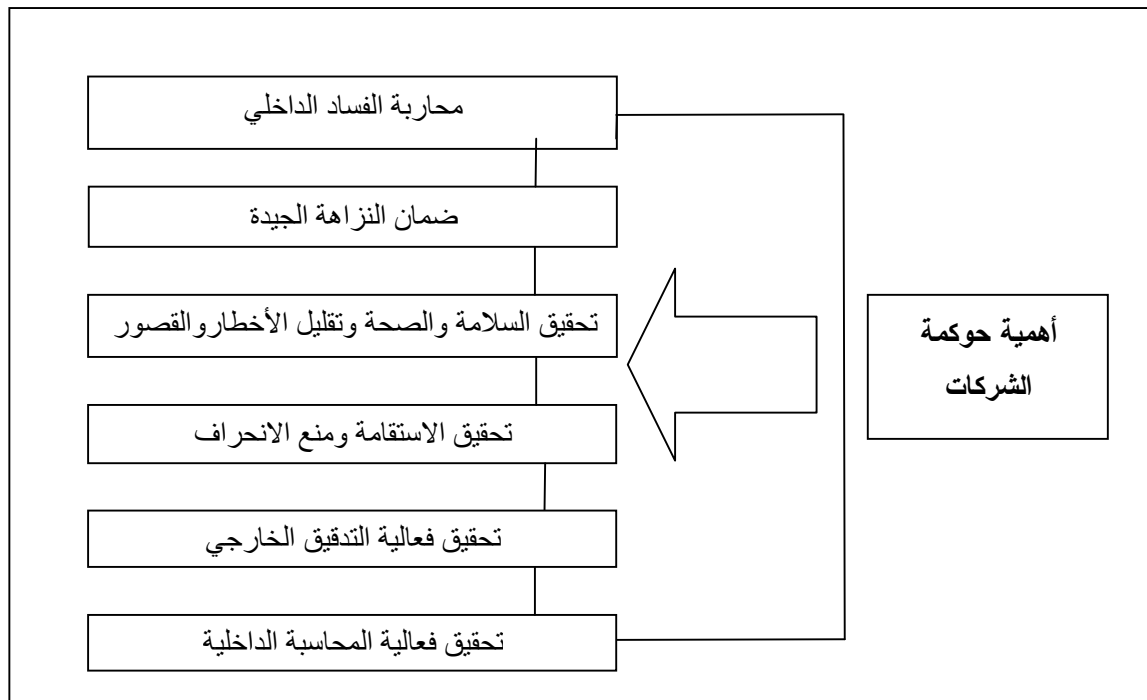 محاربة الفساد الداخلي
ضمان النزاهة الجيدة
تحقيق السلامة والصحة وتقليل الأخطاروالقصور
أهمية حوكمة
الشركات
تحقيق الاستقامة ومنع الانحراف
تحقيق فعالية التدقيق الخارجي
تحقيق فعالية المحاسبة الداخلية